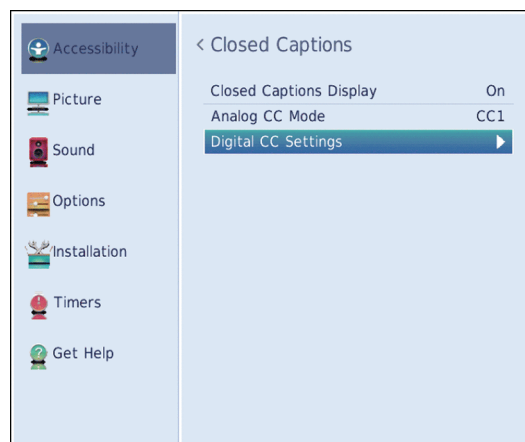 Accessibility
Picture
Sound
Options
Installation
Timers
Get Help
< Closed Captions
Closed Captions Display On
Analog CC Mode CC1
Digital CC Settings